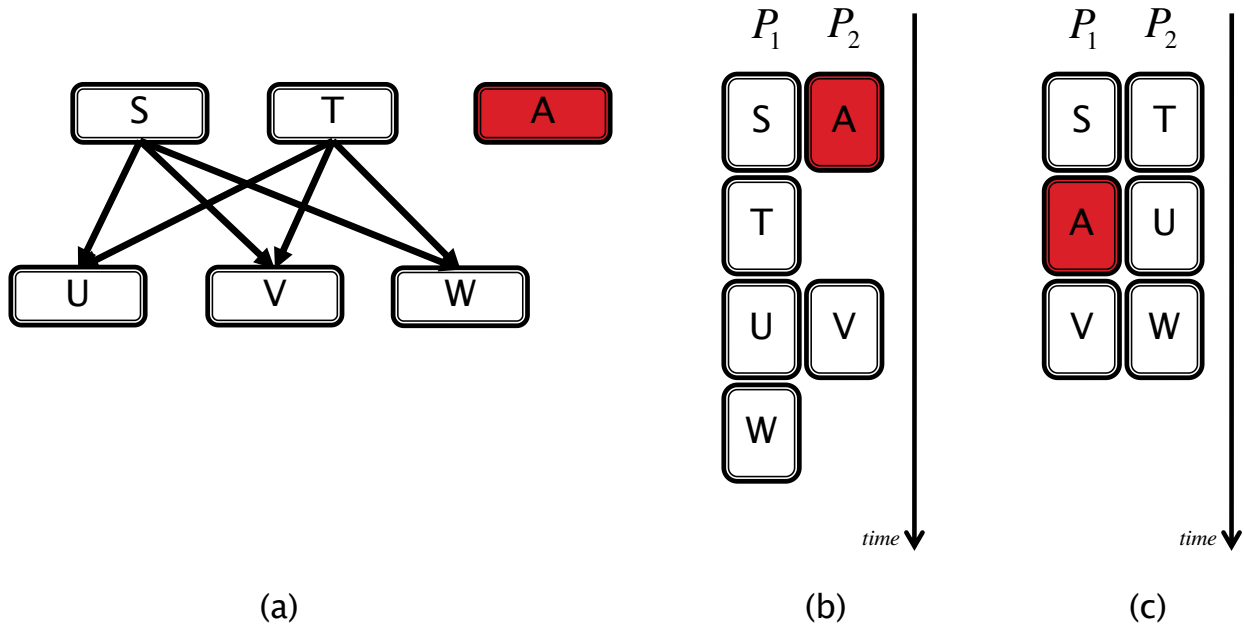 S T A
U V W
(a)
P1 P2
S A
T
U V
W
time
(b)
P1 P2
S T
A U
V W
time
(c)